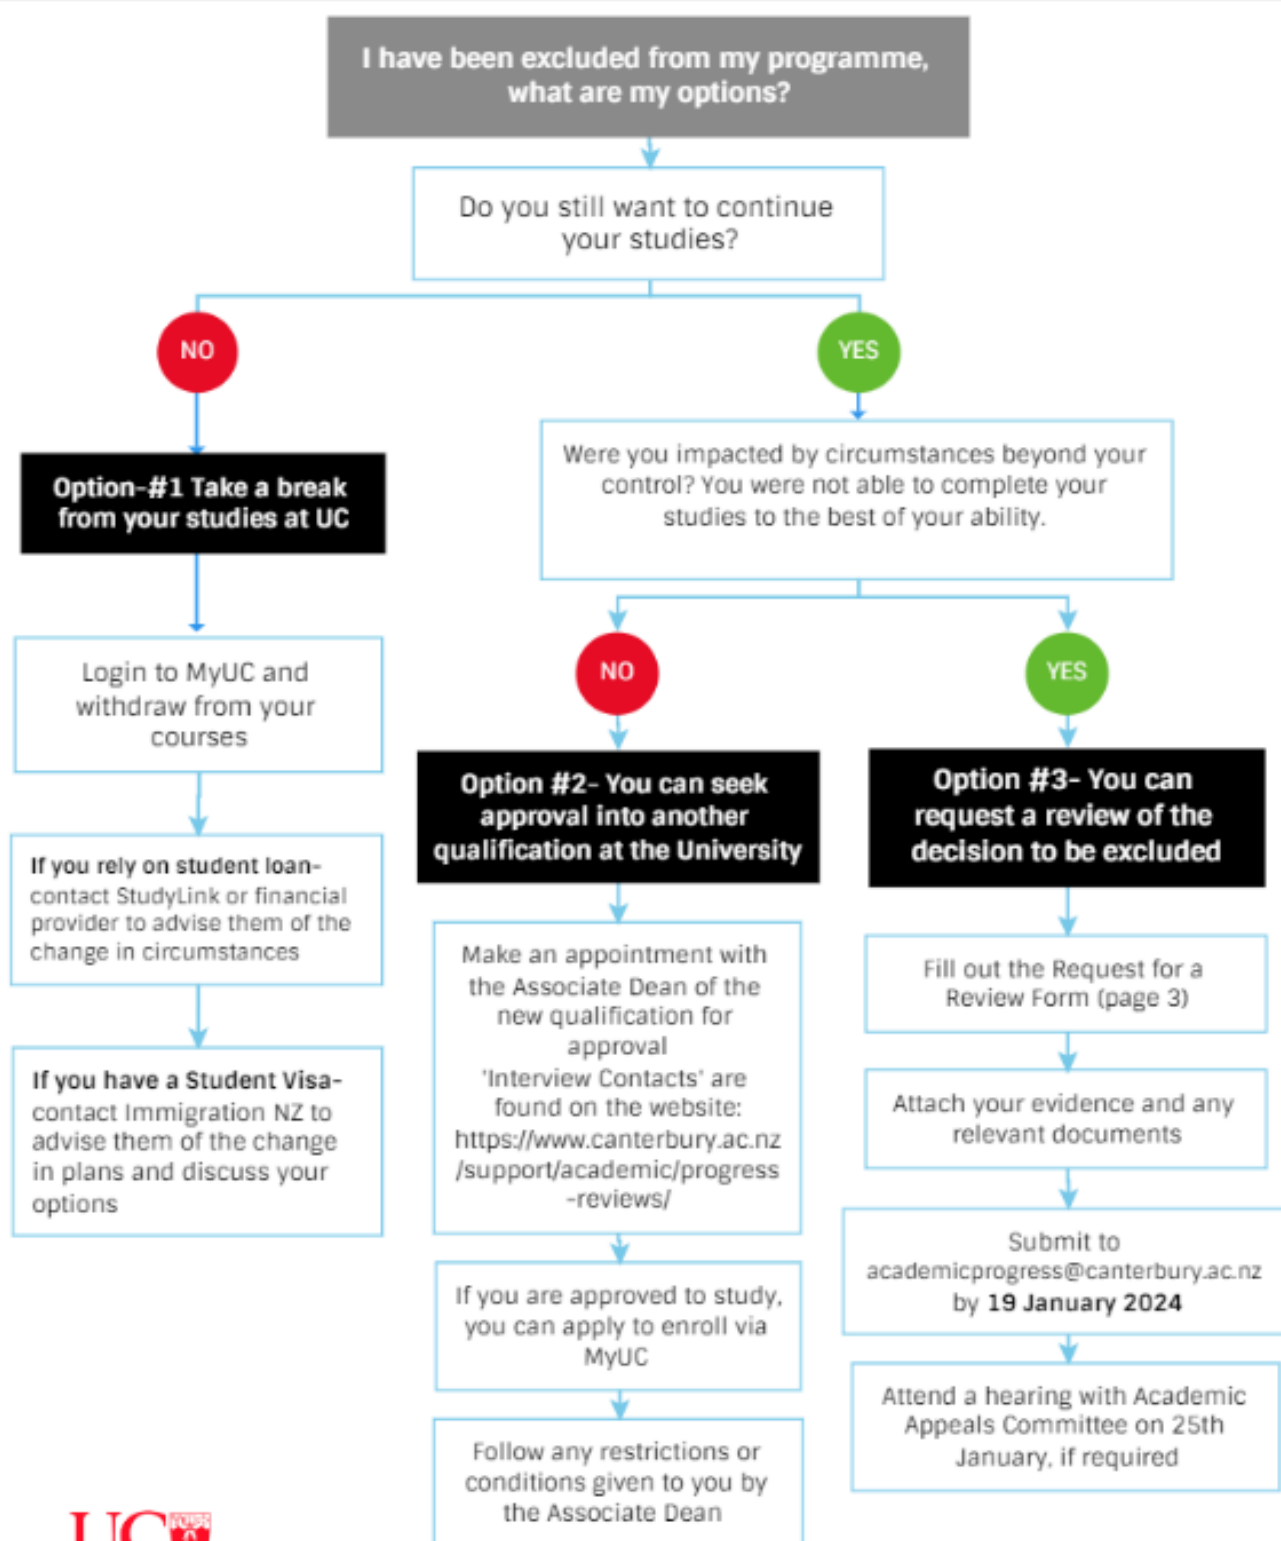 I have been excluded from my programme,
what are my options?
Do you still want to continue
your studies?
NO
YES
Option-#1 Take a break
from your studies at UC
Login to MyUC and
withdraw from your
courses
If you rely on student loan-
contact StudyLink or financial
provider to advise them of the
change in circumstances
If you have a Student Visa-
contact Immigration NZ to
advise them of the change
in plans and discuss your
options
Were you impacted by circumstances beyond your
control? You were not able to complete your
studies to the best of your ability.
NO
YES
Option #2- You can seek
approval into another
qualification at the University
Make an appointment with
the Associate Dean of the
new qualification for
approval
'Interview Contacts' are
found on the website:
https://www.canterbury.ac.nz
/support/academic/progress
-reviews/
If you are approved to study,
you can apply to enroll via
MyUC
Follow any restrictions or
conditions given to you by
the Associate Dean
Option #3- You can
request a review of the
decision to be excluded
Fill out the Request for a
Review Form (page 3)
Attach your evidence and any
relevant documents
Submit to
academicprogress@canterbury.ac.nz
by 19 January 2024
Attend a hearing with Academic
Appeals Committee on 25th
January, if required
UC